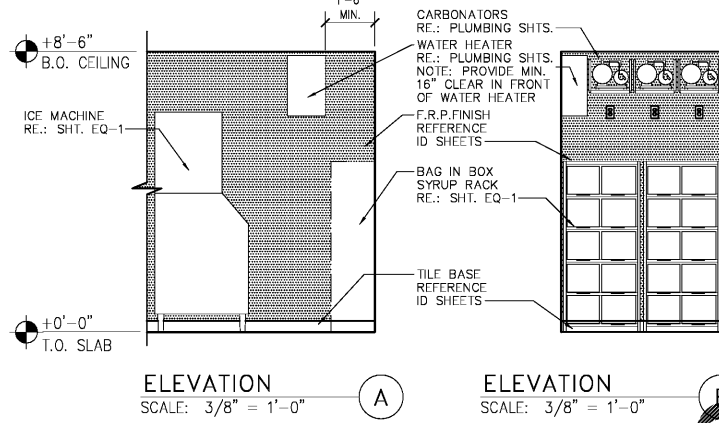 1'-6"
MIN.
+8'-6"
B.O. CEILING
ICE MACHINE
RE.: SHT. EQ-1
CARBONATORS
RE.: PLUMBING SHTS.
WATER HEATER
RE.: PLUMBING SHTS.
NOTE: PROVIDE MIN.
16" CLEAR IN FRONT
OF WATER HEATER
F.R.P.FINISH
REFERENCE
ID SHEETS
BAG IN BOX
SYRUP RACK
RE.: SHT. EQ-1
TILE BASE
REFERENCE
ID SHEETS
+0'-0"
T.O. SLAB
ELEVATION
SCALE: 3/8" = 1'-0"
A
ELEVATION
SCALE: 3/8" = 1'-0"